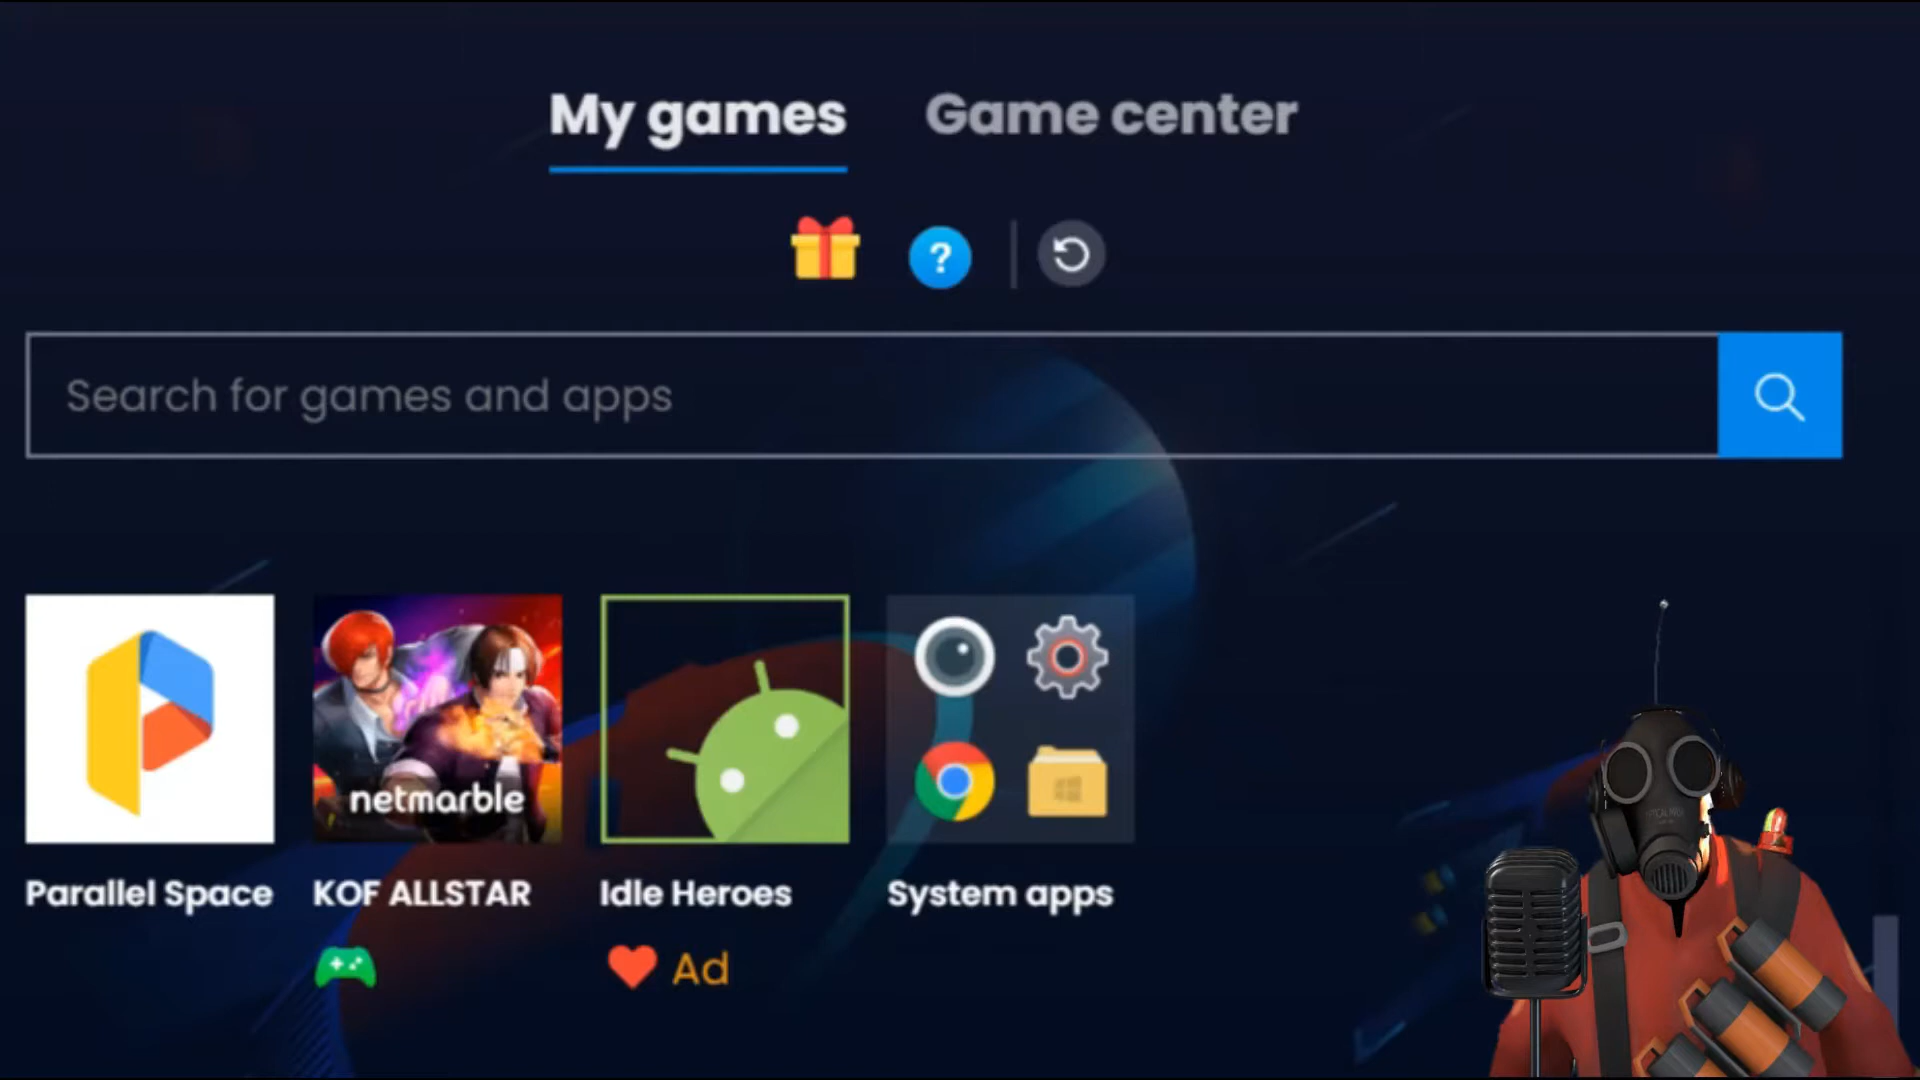 My games
Game center
?
Search for games and apps
netmarble
Parallel Space
KOF ALLSTAR
Idle Heroes
System apps
Ad